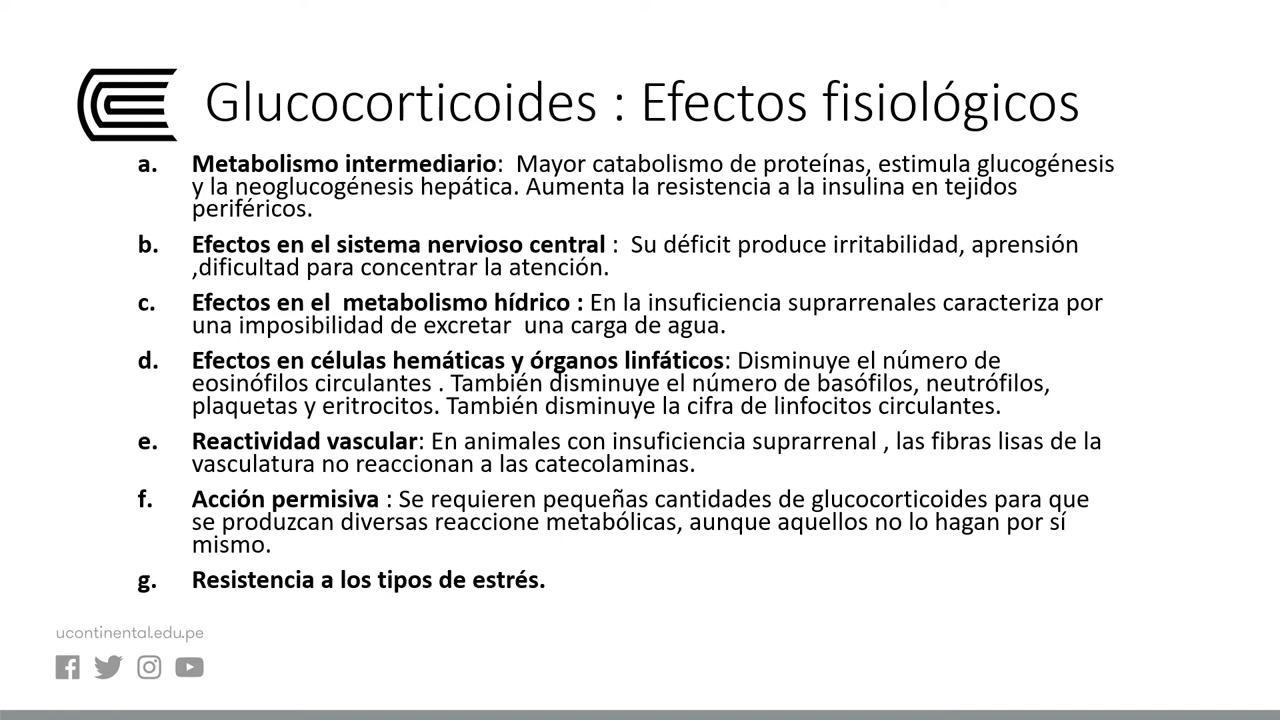 Glucocorticoides : Efectos fisiológicos
a. Metabolismo intermediario:  Mayor catabolismo de proteínas, estimula glucogénesis
y la neoglucogénesis hepática. Aumenta la resistencia a la insulina en tejidos
periféricos.
b. Efectos en el sistema nervioso central :  Su déficit produce irritabilidad, aprensión
,dificultad para concentrar la atención.
c. Efectos en el  metabolismo hídrico : En la insuficiencia suprarrenales caracteriza por
una imposibilidad de excretar  una carga de agua.
d. Efectos en células hemáticas y órganos linfáticos: Disminuye el número de
eosinófilos circulantes . También disminuye el número de basófilos, neutrófilos,
plaquetas y eritrocitos. También disminuye la cifra de linfocitos circulantes.
e. Reactividad vascular: En animales con insuficiencia suprarrenal , las fibras lisas de la
vasculatura no reaccionan a las catecolaminas.
f. Acción permisiva : Se requieren pequeñas cantidades de glucocorticoides para que
se produzcan diversas reaccione metabólicas, aunque aquellos no lo hagan por sí
mismo.
g. Resistencia a los tipos de estrés.
ucontinental.edu.pe